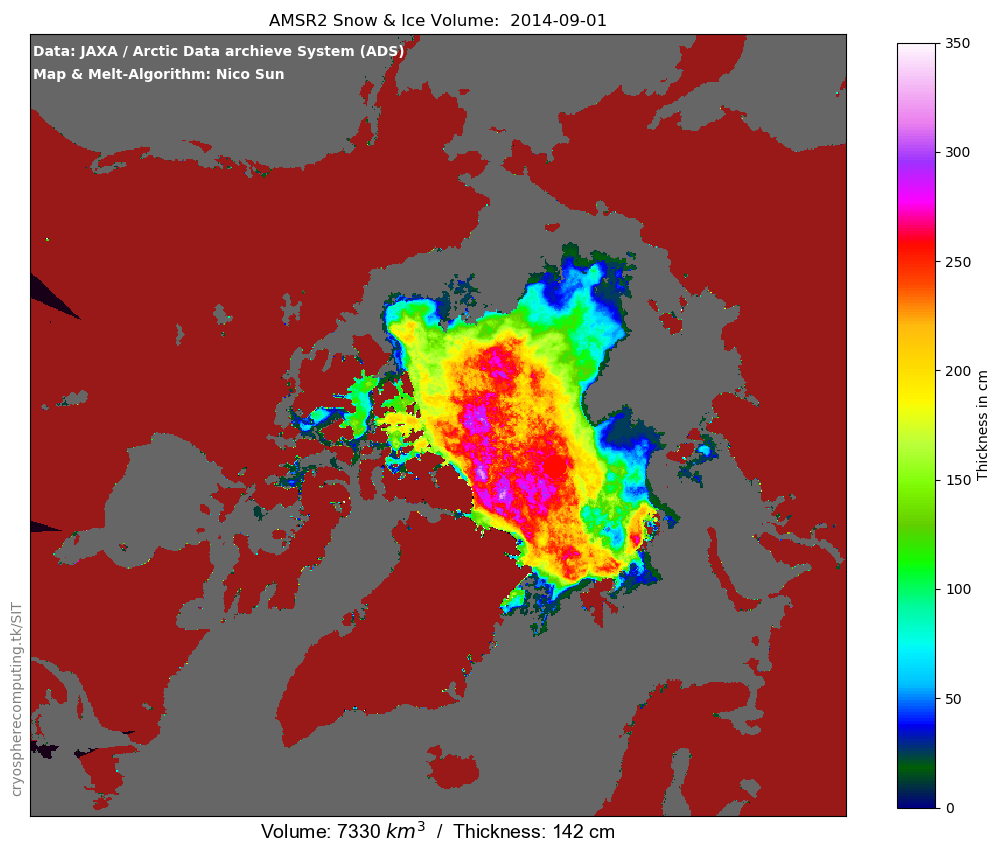 AMSR2 Snow & Ice Volume:  2014-09-01
Data: JAXA / Arctic Data archieve System (ADS)
Map & Melt-Algorithm: Nico Sun
350
300
250
200
150
100
50
0
Thickness in cm
cryospherecomputing.tk/SIT
Volume: 7330 km³  /  Thickness: 142 cm